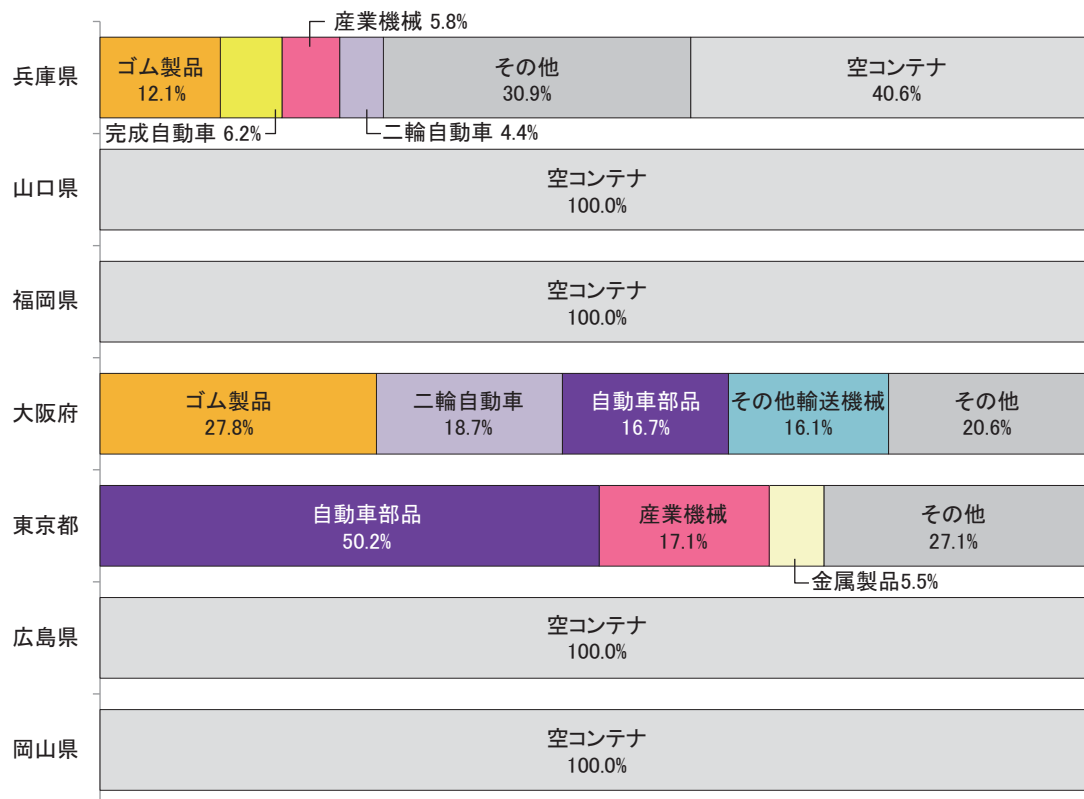 産業機械 5.8%
兵庫県
ゴム製品
12.1%
その他
30.9%
空コンテナ
40.6%
完成自動車 6.2%
二輪自動車 4.4%
山口県
空コンテナ
100.0%
福岡県
空コンテナ
100.0%
大阪府
ゴム製品
27.8%
二輪自動車
18.7%
自動車部品
16.7%
その他輸送機械
16.1%
その他
20.6%
東京都
自動車部品
50.2%
産業機械
17.1%
その他
27.1%
金属製品5.5%
広島県
空コンテナ
100.0%
岡山県
空コンテナ
100.0%